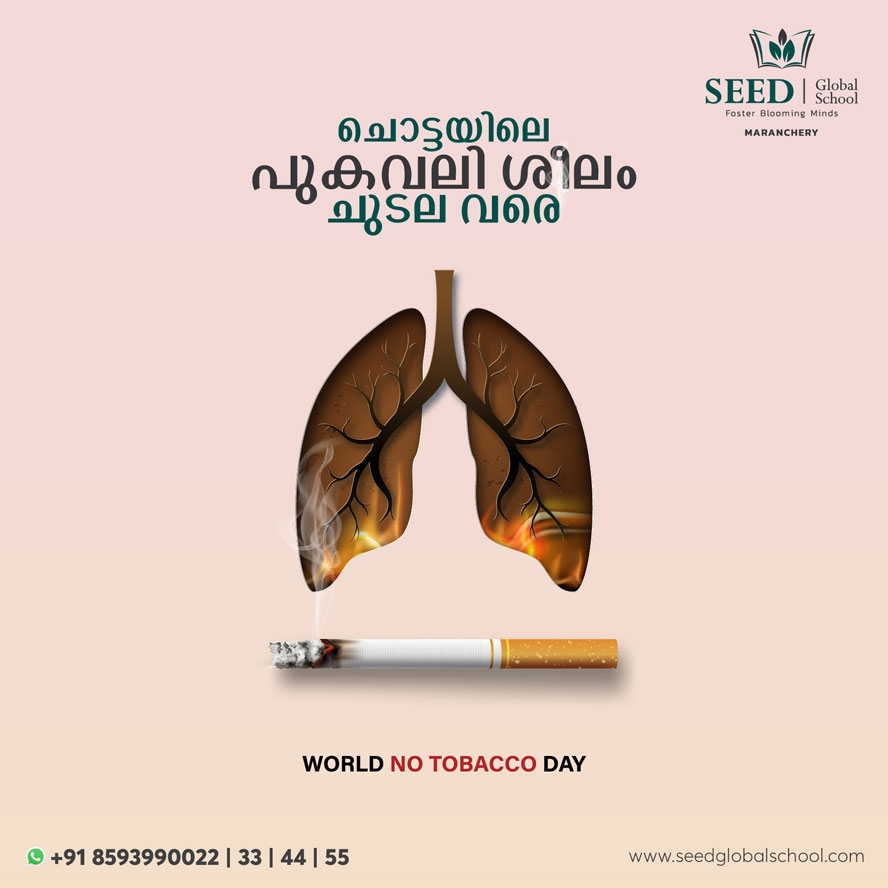 SEED | Global School
Foster Blooming Minds
MARANCHERY
ചൊട്ടയിലെ
പുകവലി ശീലം
ചുടല വരെ
WORLD NO TOBACCO DAY
+91 8593990022 | 33 | 44 | 55
www.seedglobalschool.com